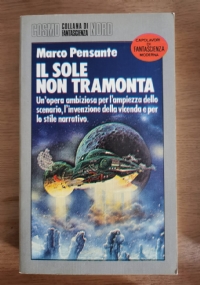 COSMO COLLANA DI FANTASCIENZA NORD
Marco Pensante
CAPOLAVORI
della FANTASCIENZA
MODERNA
IL SOLE
NON TRAMONTA
Un'opera ambiziosa per l'ampiezza dello
scenario, l'invenzione della vicenda e per
lo stile narrativo.